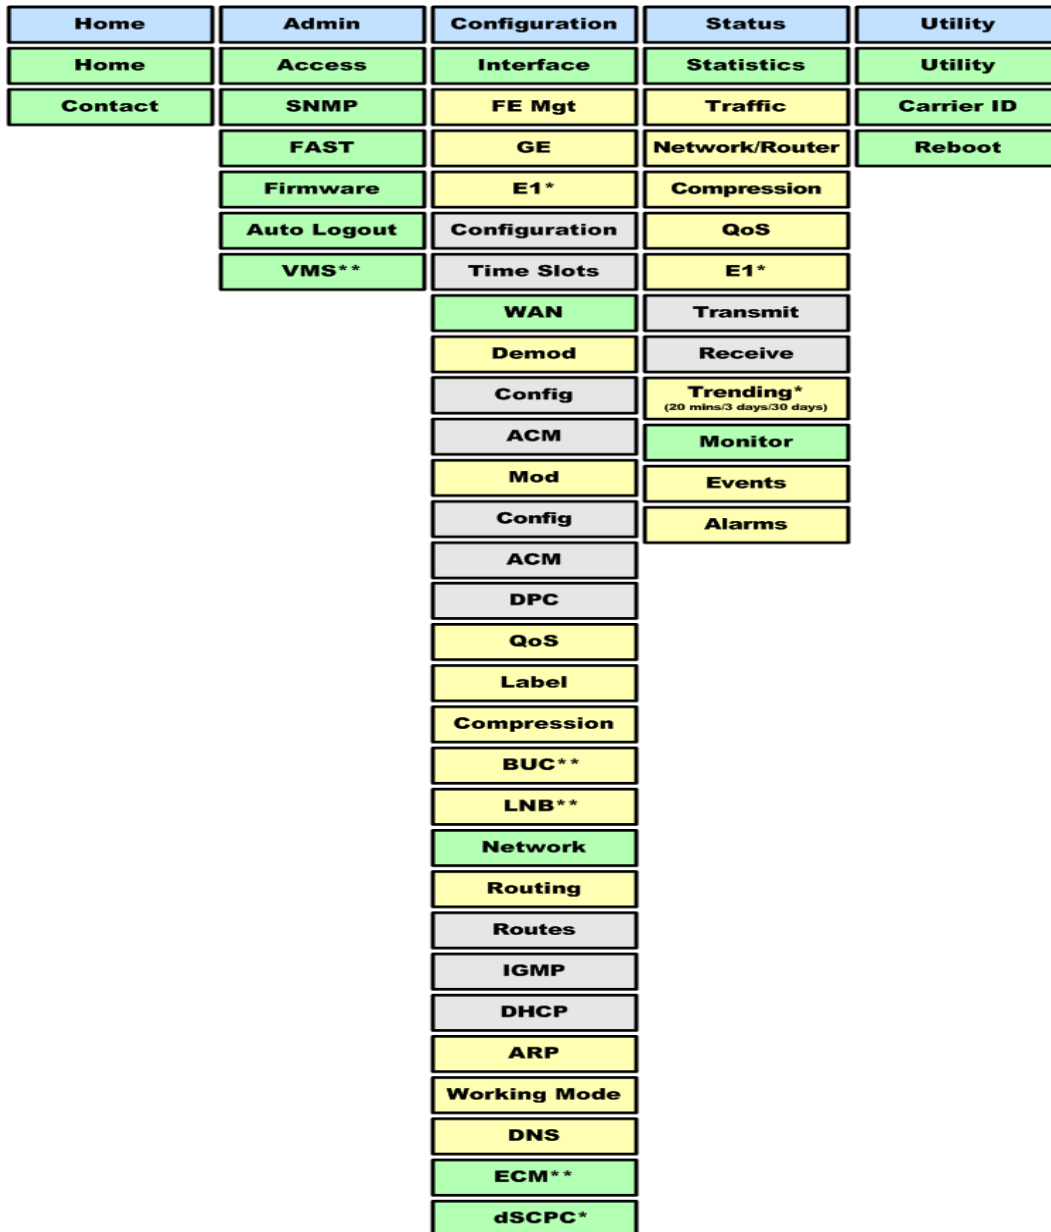 Home
Admin
Configuration
Status
Utility
Home
Access
Interface
Statistics
Utility
Contact
SNMP
FE Mgt
Traffic
Carrier ID
FAST
GE
Network/Router
Reboot
Firmware
E1*
Compression
Auto Logout
Configuration
QoS
VMS**
Time Slots
E1*
WAN
Transmit
Demod
Receive
Config
Trending*
(20 mins/3 days/30 days)
ACM
Monitor
Mod
Events
Config
Alarms
ACM
DPC
QoS
Label
Compression
BUC**
LNB**
Network
Routing
Routes
IGMP
DHCP
ARP
Working Mode
DNS
ECM**
dSCPC*